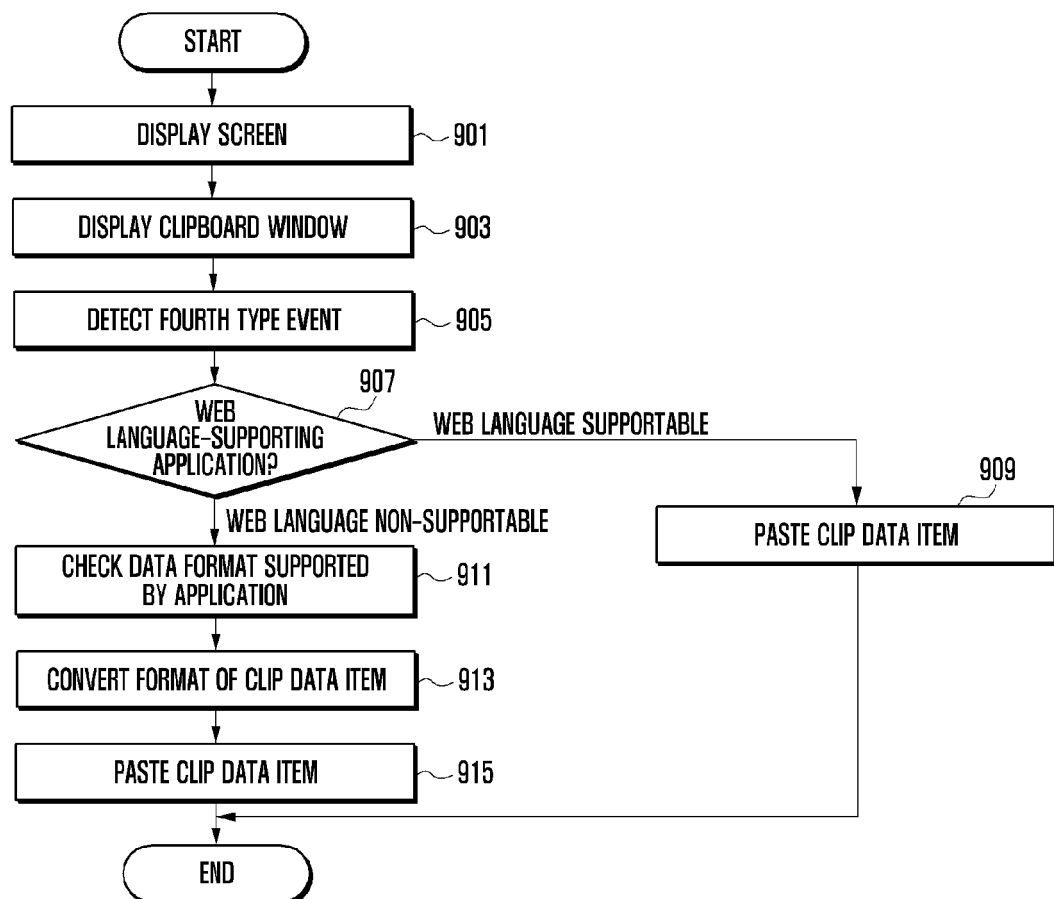 START
DISPLAY SCREEN
901
DISPLAY CLIPBOARD WINDOW
903
DETECT FOURTH TYPE EVENT
905
907
WEB
LANGUAGE-SUPPORTING
APPLICATION?
WEB LANGUAGE SUPPORTABLE
909
PASTE CLIP DATA ITEM
WEB LANGUAGE NON-SUPPORTABLE
CHECK DATA FORMAT SUPPORTED
BY APPLICATION
911
CONVERT FORMAT OF CLIP DATA ITEM
913
PASTE CLIP DATA ITEM
915
END